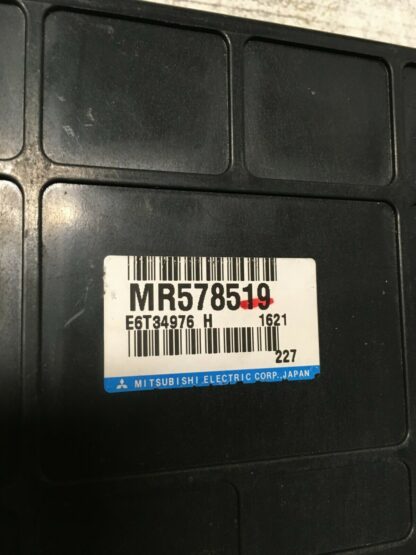 MR578519
E6T34976 H 1621
227
MITSUBISHI ELECTRIC CORP., JAPAN